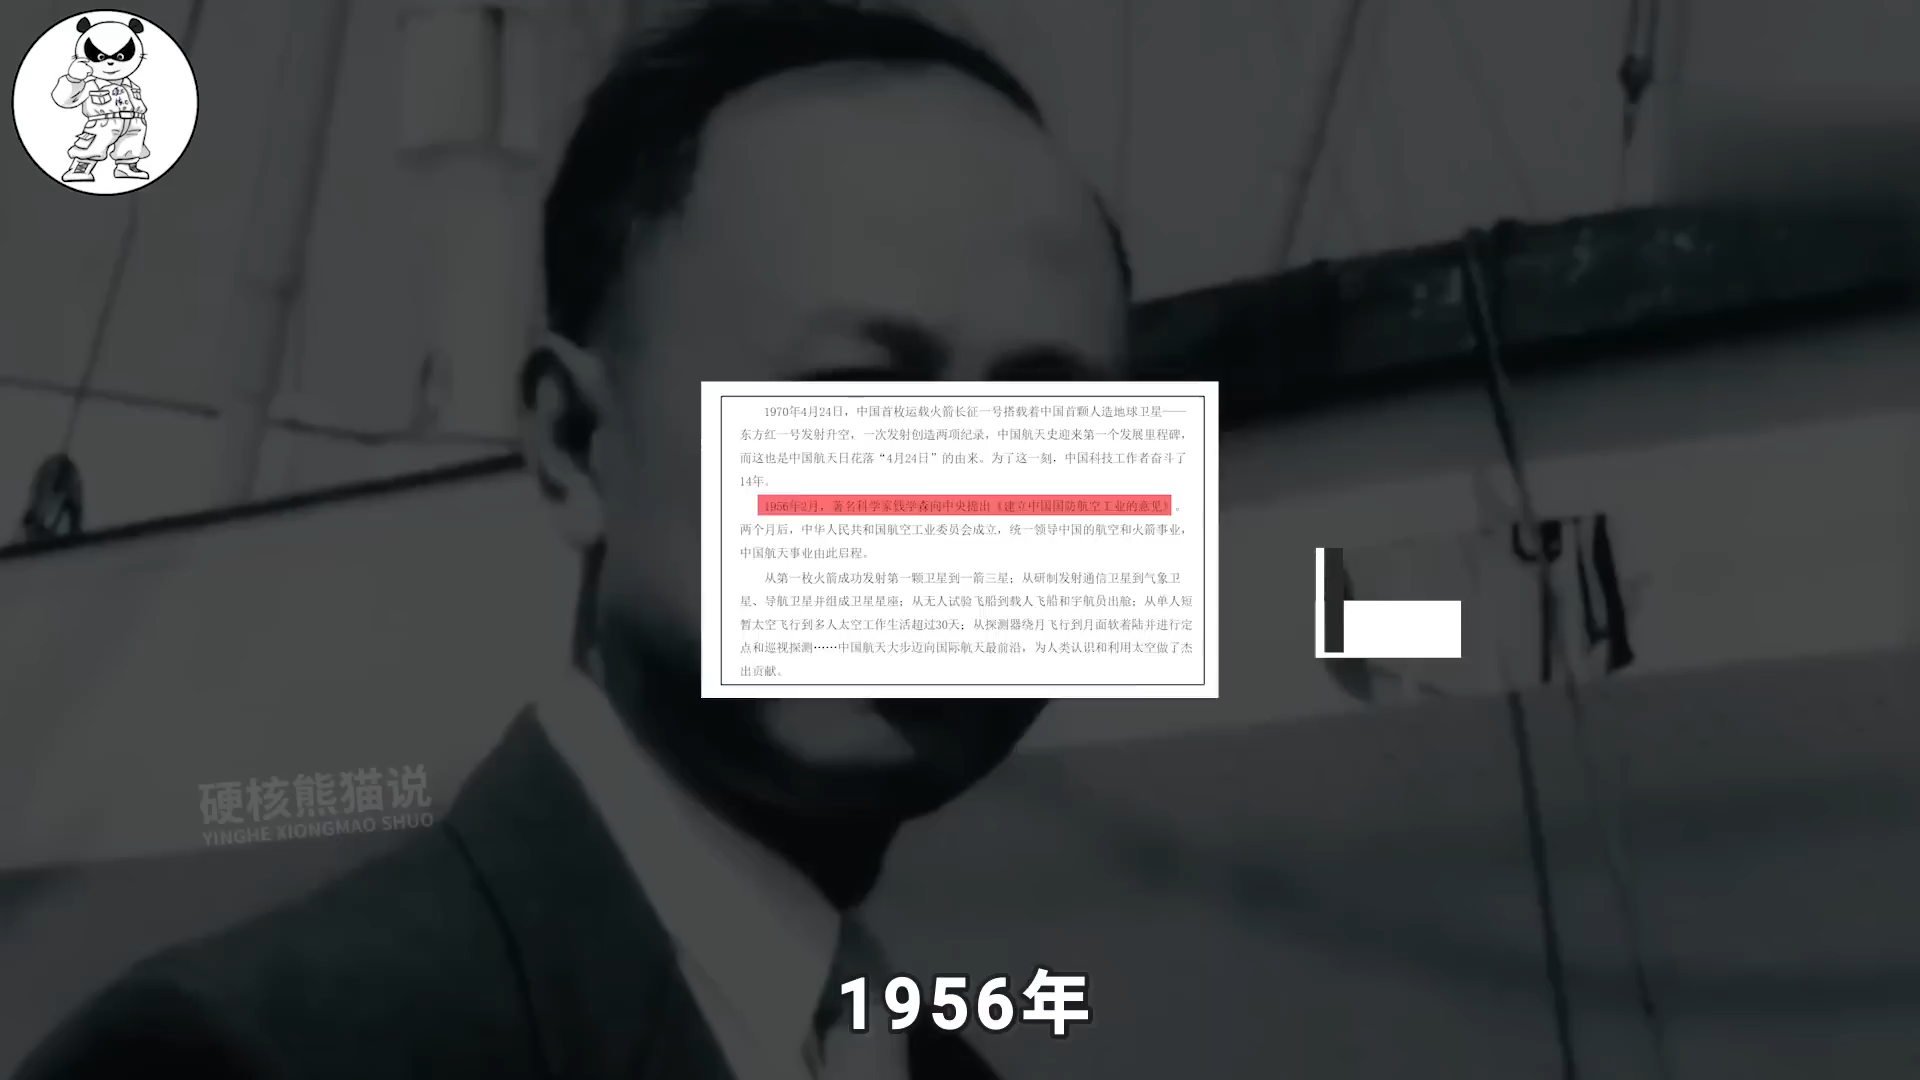 1970年4月24日，中国首枚运载火箭长征一号搭载着中国首颗人造地球卫星——
东方红一号发射升空，一次发射创造两项纪录，中国航天史迎来第一个发展里程碑，
而这也是中国航天日花落“4月24日”的由来。为了这一刻，中国科技工作者奋斗了
14年。
1956年2月，著名科学家钱学森向中央提出《建立中国国防航空工业的意见》。
两个月后，中华人民共和国航空工业委员会成立，统一领导中国的航空和火箭事业，
中国航天事业由此启程。
从第一枚火箭成功发射第一颗卫星到一箭三星；从研制发射通信卫星到气象卫
星、导航卫星并组成卫星星座；从无人试验飞船到载人飞船和宇航员出舱；从单人短
暂太空飞行到多人太空工作生活超过30天；从探测器绕月飞行到月面软着陆并进行定
点和巡视探测……中国航天大步迈向国际航天最前沿，为人类认识和利用太空做了杰
出贡献。
硬核熊猫说
YINGHE XIONGMAO SHUO
1956年